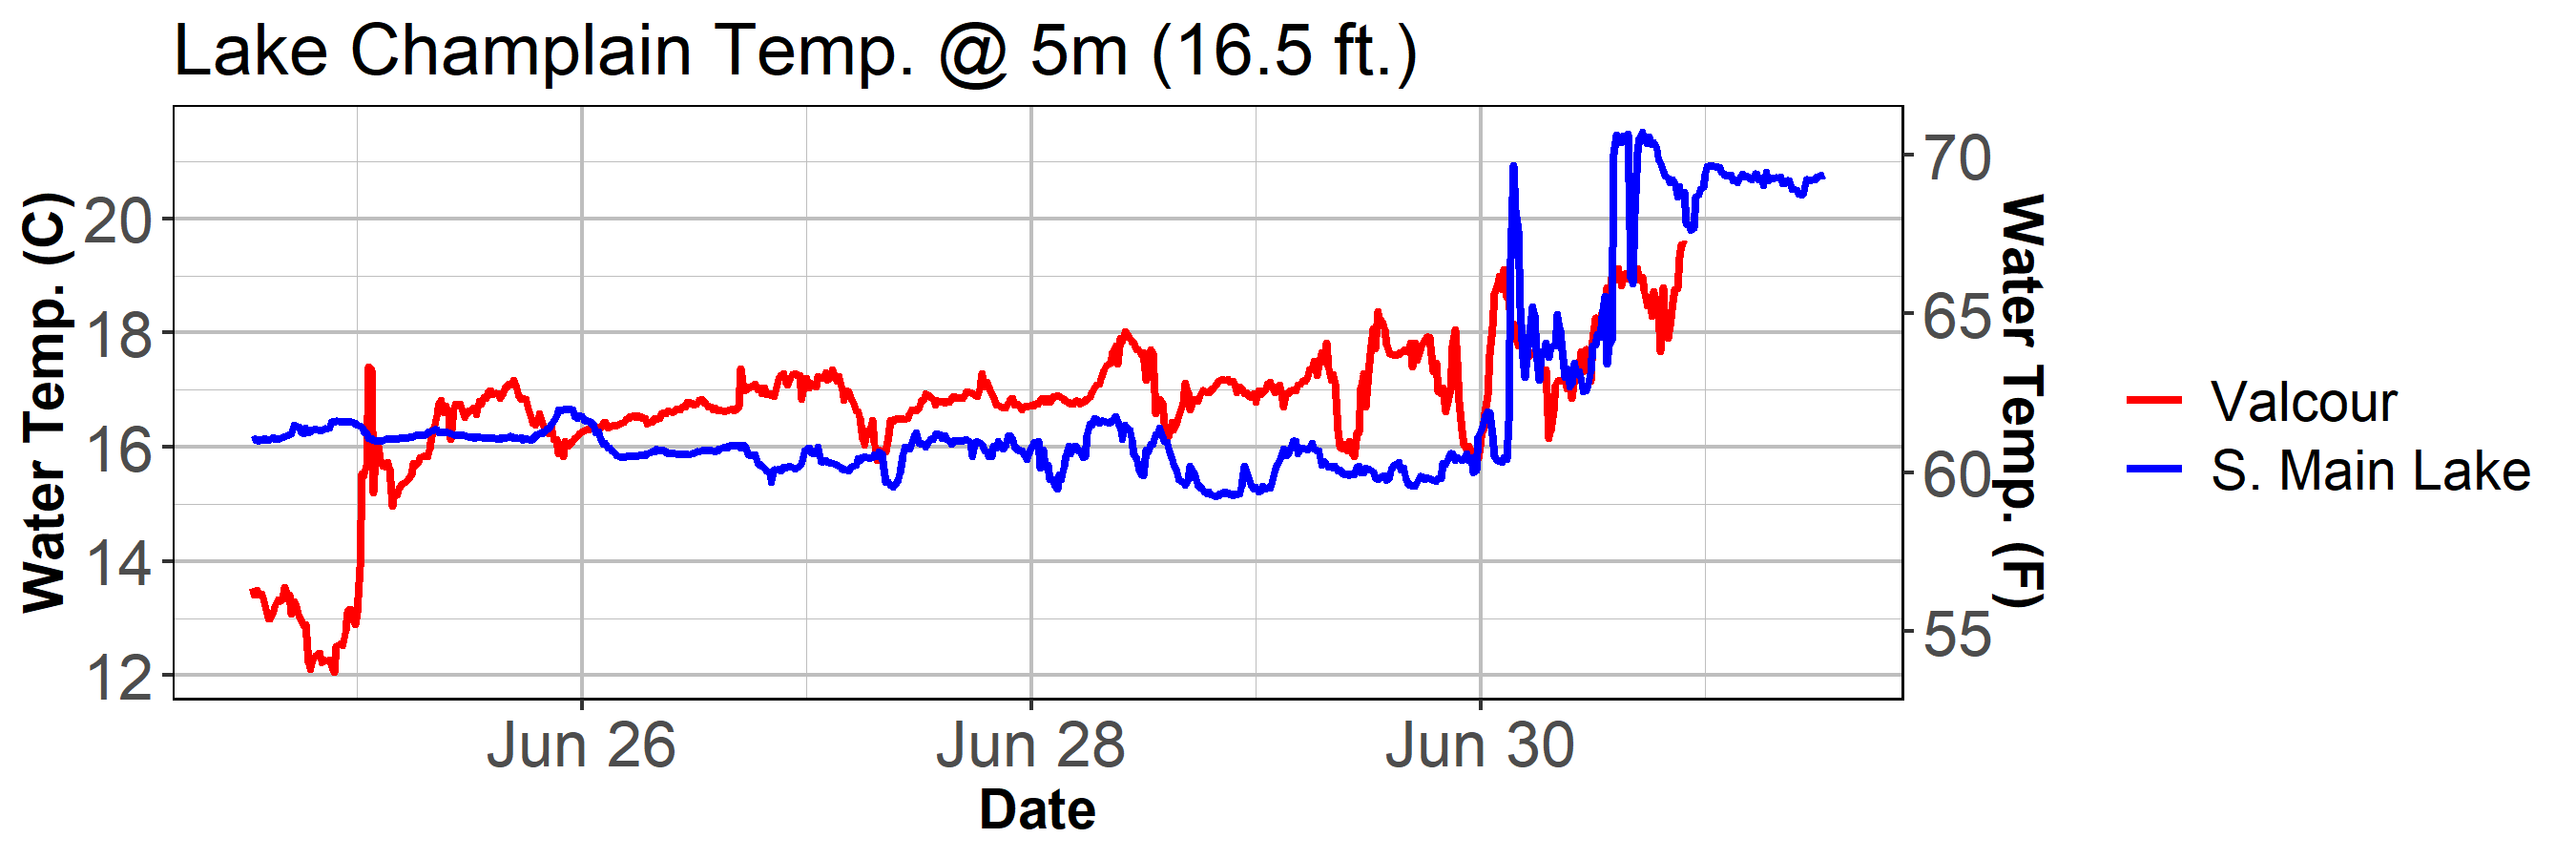 Lake Champlain Temp. @ 5m (16.5 ft.)
Water Temp. (C)
20
18
16
14
12
70
65
60
55
Water Temp. (F)
Jun 26
Jun 28
Jun 30
Date
Valcour
S. Main Lake